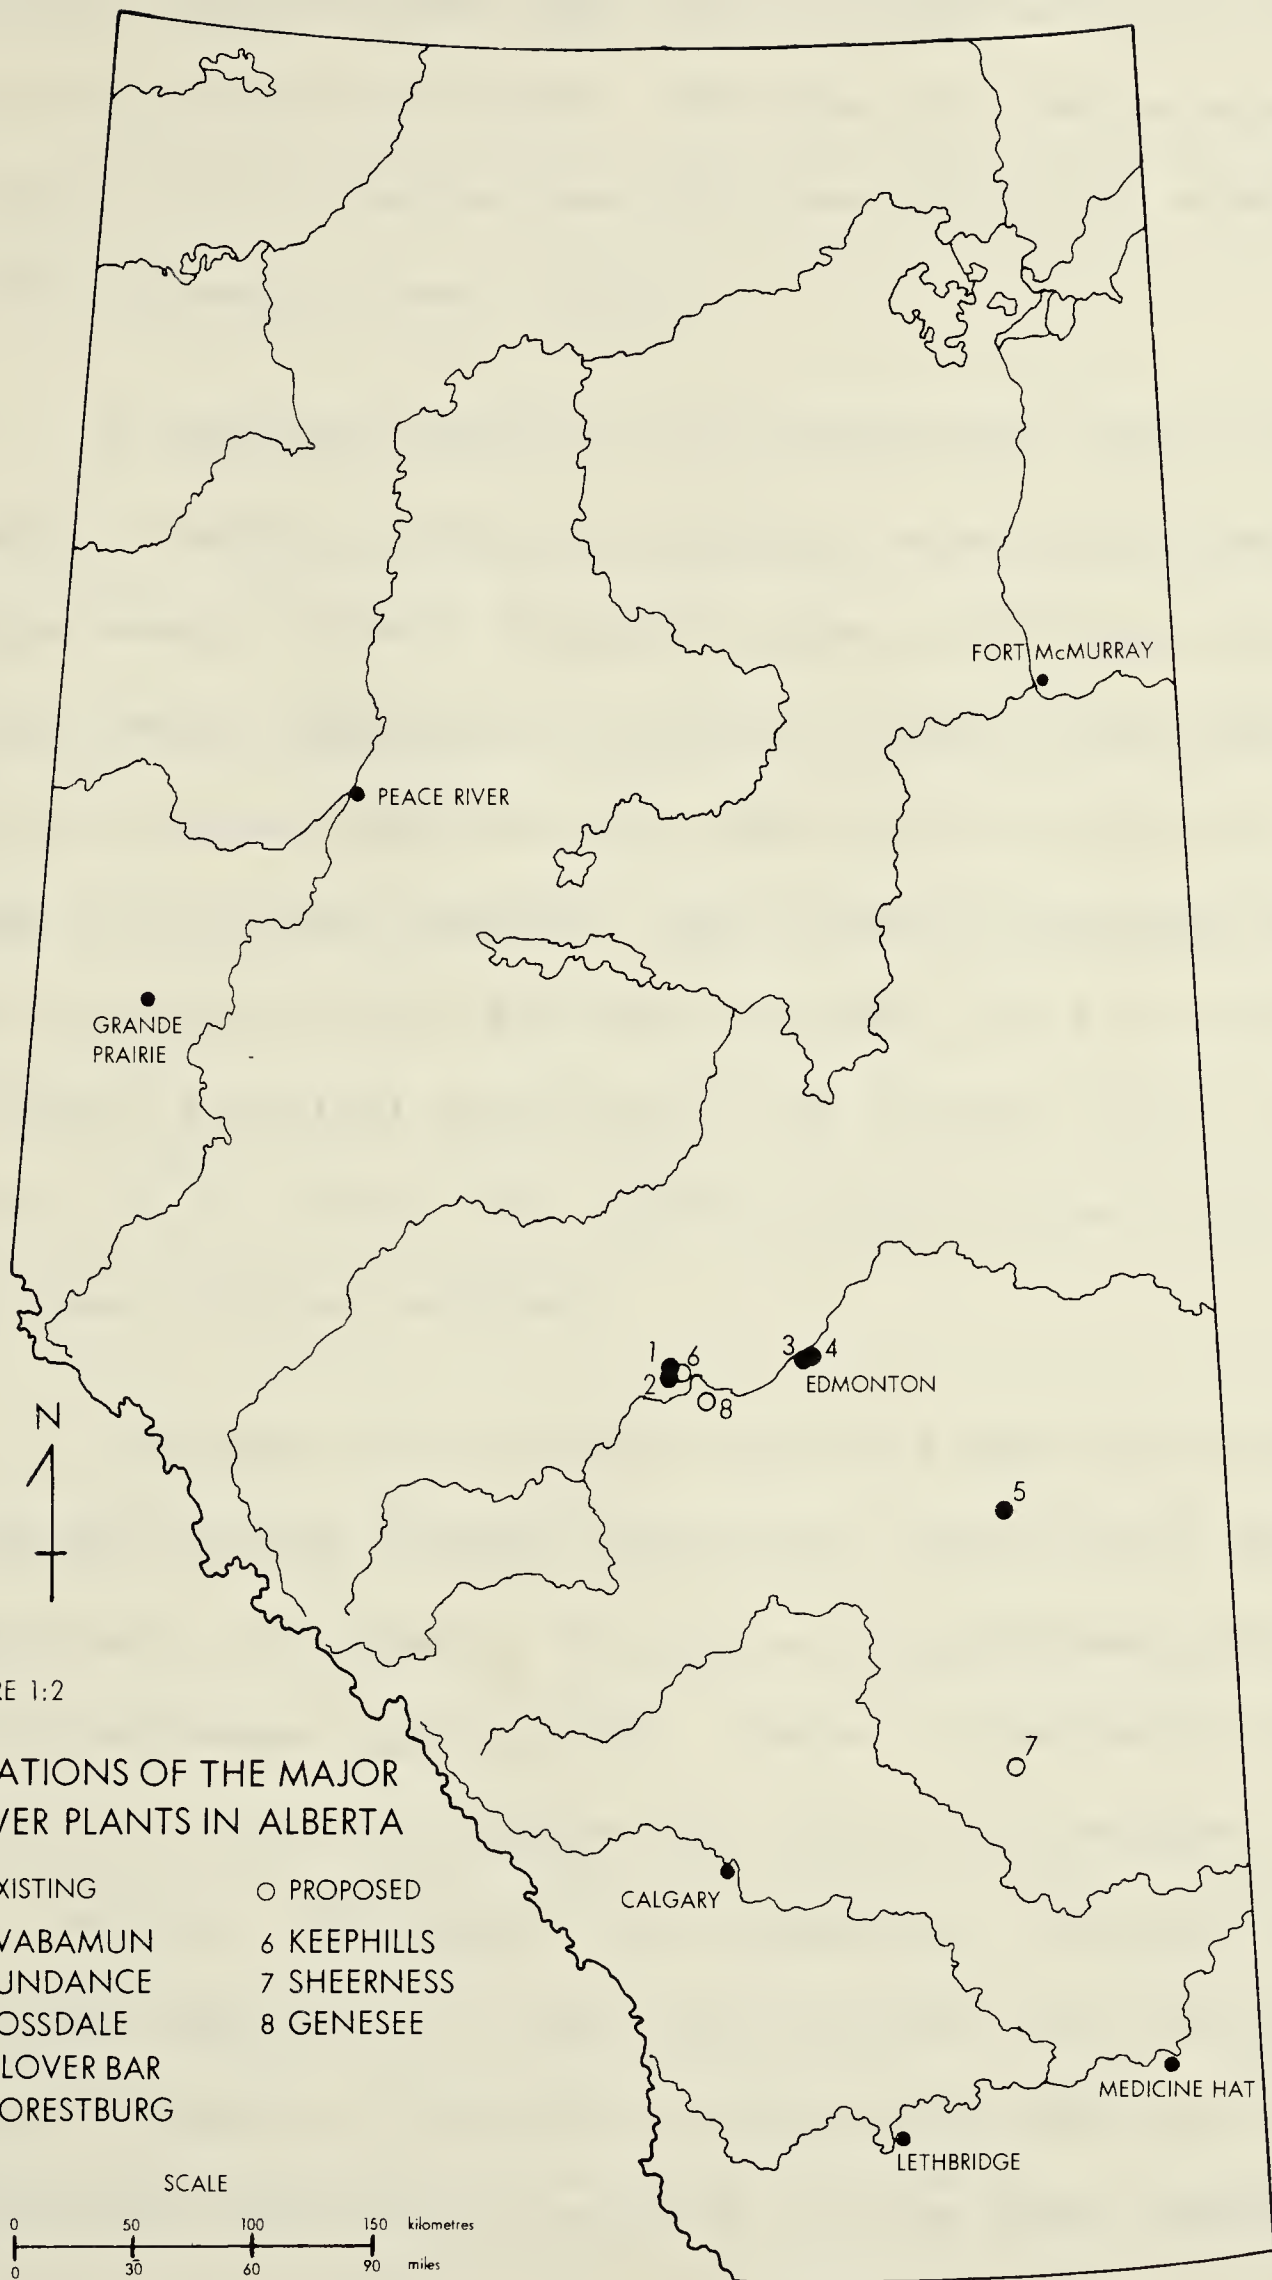 FORT McMURRAY
PEACE RIVER
GRANDE
PRAIRIE
1
6
2
8
3
4
EDMONTON
5
N
RE 1:2
7
ATIONS OF THE MAJOR
VER PLANTS IN ALBERTA
XISTING ○ PROPOSED
WABAMUN 6 KEEPHILLS
UNDANCE 7 SHEERNESS
OSSDALE 8 GENESEE
LOVER BAR
ORESTBURG
CALGARY
MEDICINE HAT
LETHBRIDGE
SCALE
0 50 100 150 kilometres
0 30 60 90 miles